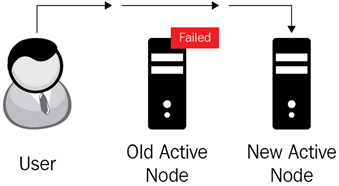 Failed
User
Old Active
Node
New Active
Node